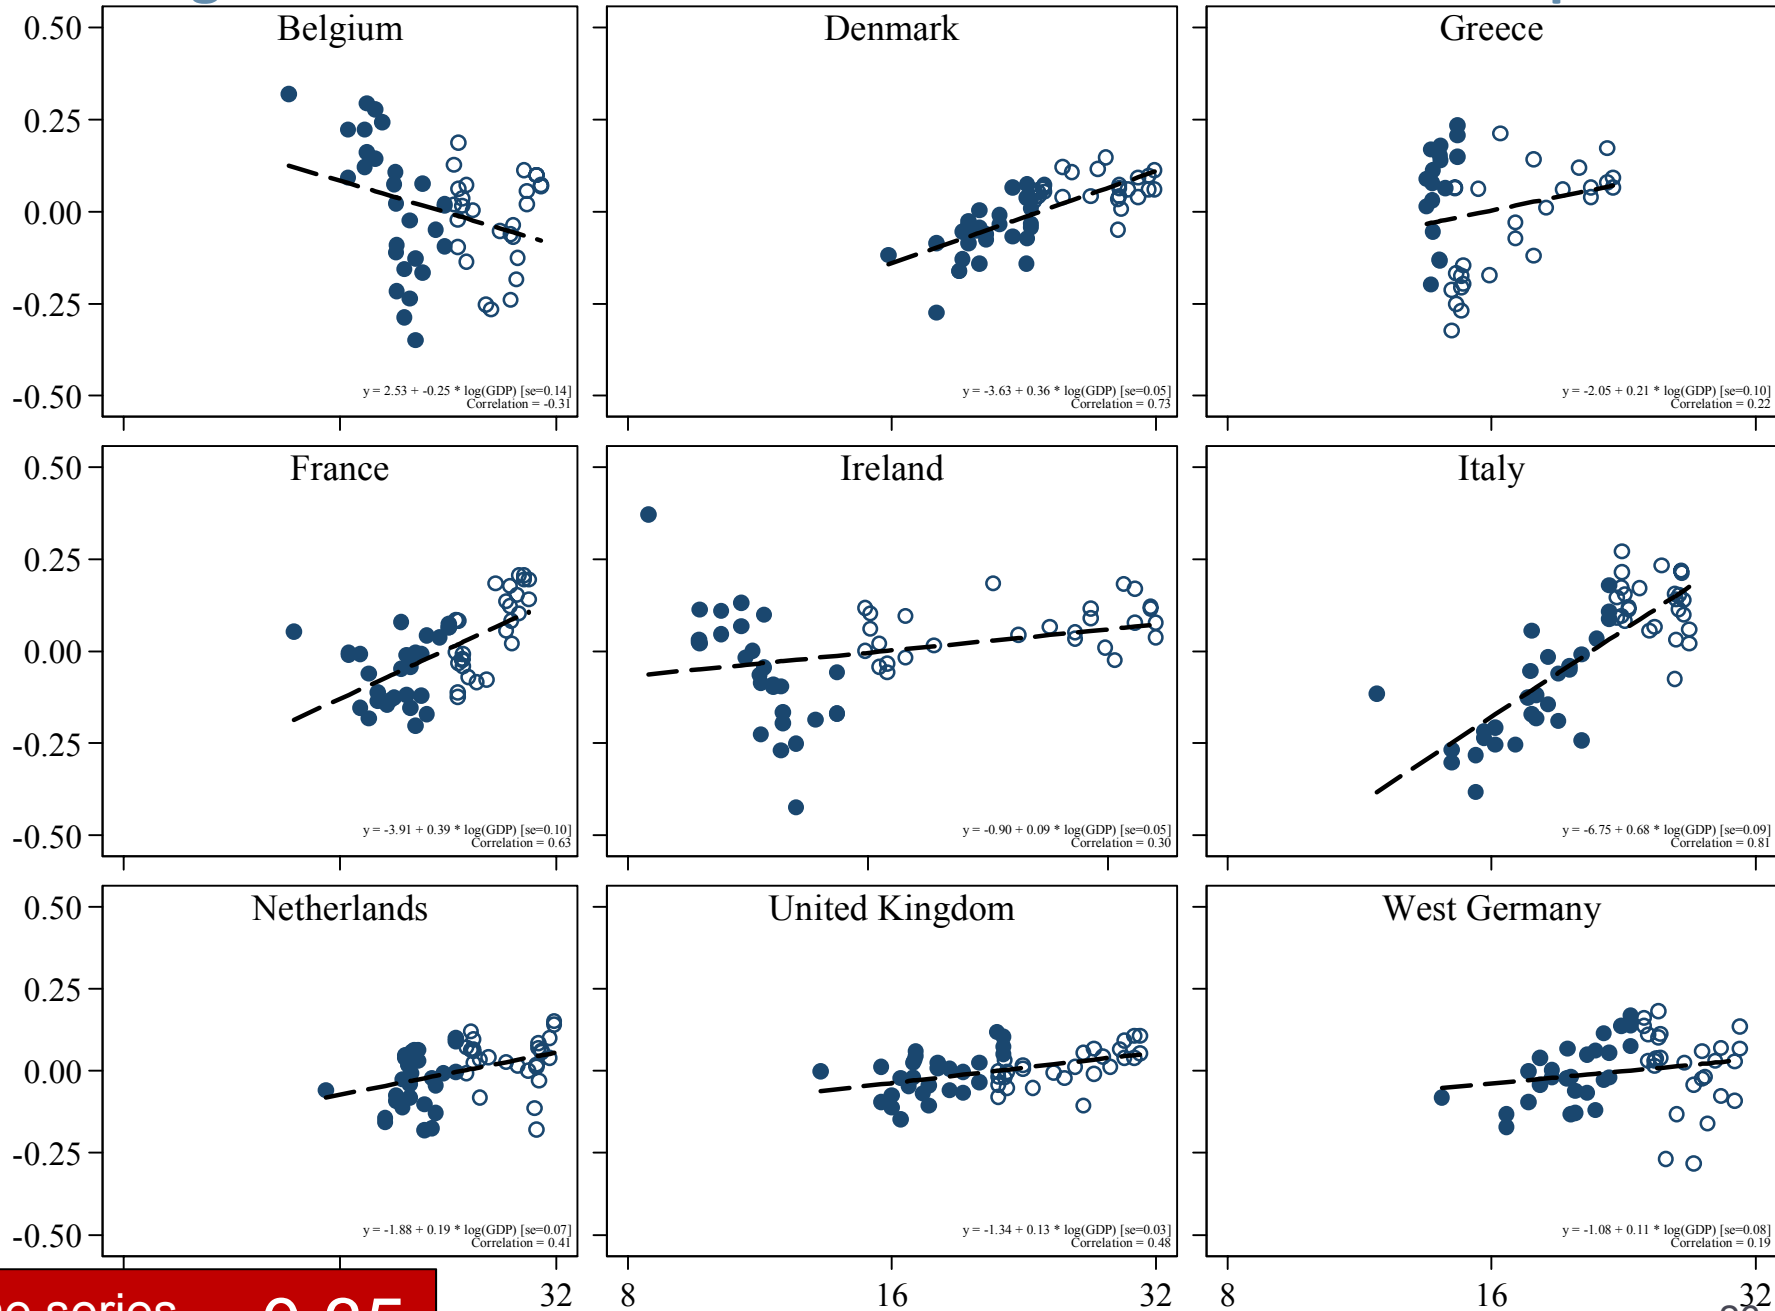 Belgium
Denmark
Greece
0.50
0.25
0.00
-0.25
-0.50
y = 2.53 + -0.25 * log(GDP) [se=0.14]
Correlation = -0.31
y = -3.63 + 0.36 * log(GDP) [se=0.05]
Correlation = 0.73
y = -2.05 + 0.21 * log(GDP) [se=0.10]
Correlation = 0.22
France
Ireland
Italy
0.50
0.25
0.00
-0.25
-0.50
y = -3.91 + 0.39 * log(GDP) [se=0.10]
Correlation = 0.63
y = -0.90 + 0.09 * log(GDP) [se=0.05]
Correlation = 0.30
y = -6.75 + 0.68 * log(GDP) [se=0.09]
Correlation = 0.81
Netherlands
United Kingdom
West Germany
0.50
0.25
0.00
-0.25
-0.50
y = -1.88 + 0.19 * log(GDP) [se=0.07]
Correlation = 0.41
y = -1.34 + 0.13 * log(GDP) [se=0.03]
Correlation = 0.48
y = -1.08 + 0.11 * log(GDP) [se=0.08]
Correlation = 0.19
32 8 16 32 8 16 32
series